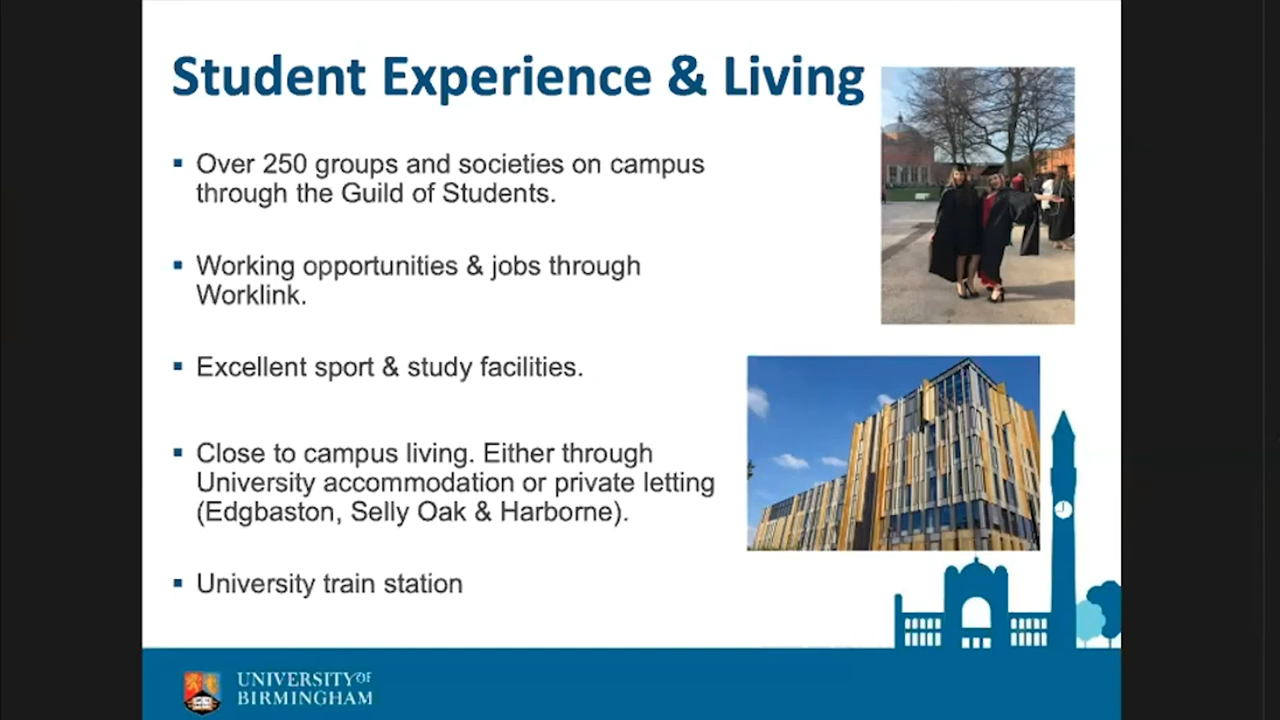 Student Experience & Living
▪ Over 250 groups and societies on campus
through the Guild of Students.
▪ Working opportunities & jobs through
Worklink.
▪ Excellent sport & study facilities.
▪ Close to campus living. Either through
University accommodation or private letting
(Edgbaston, Selly Oak & Harborne).
▪ University train station
UNIVERSITY OF
BIRMINGHAM